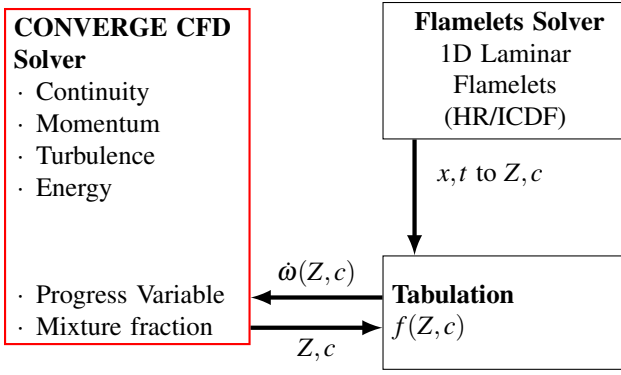 CONVERGE CFD
Solver
· Continuity
· Momentum
· Turbulence
· Energy
· Progress Variable
· Mixture fraction
Flamelets Solver
1D Laminar
Flamelets
(HR/ICDF)
x,t to Z,c
ω̇(Z,c)
Z,c
Tabulation
f(Z,c)